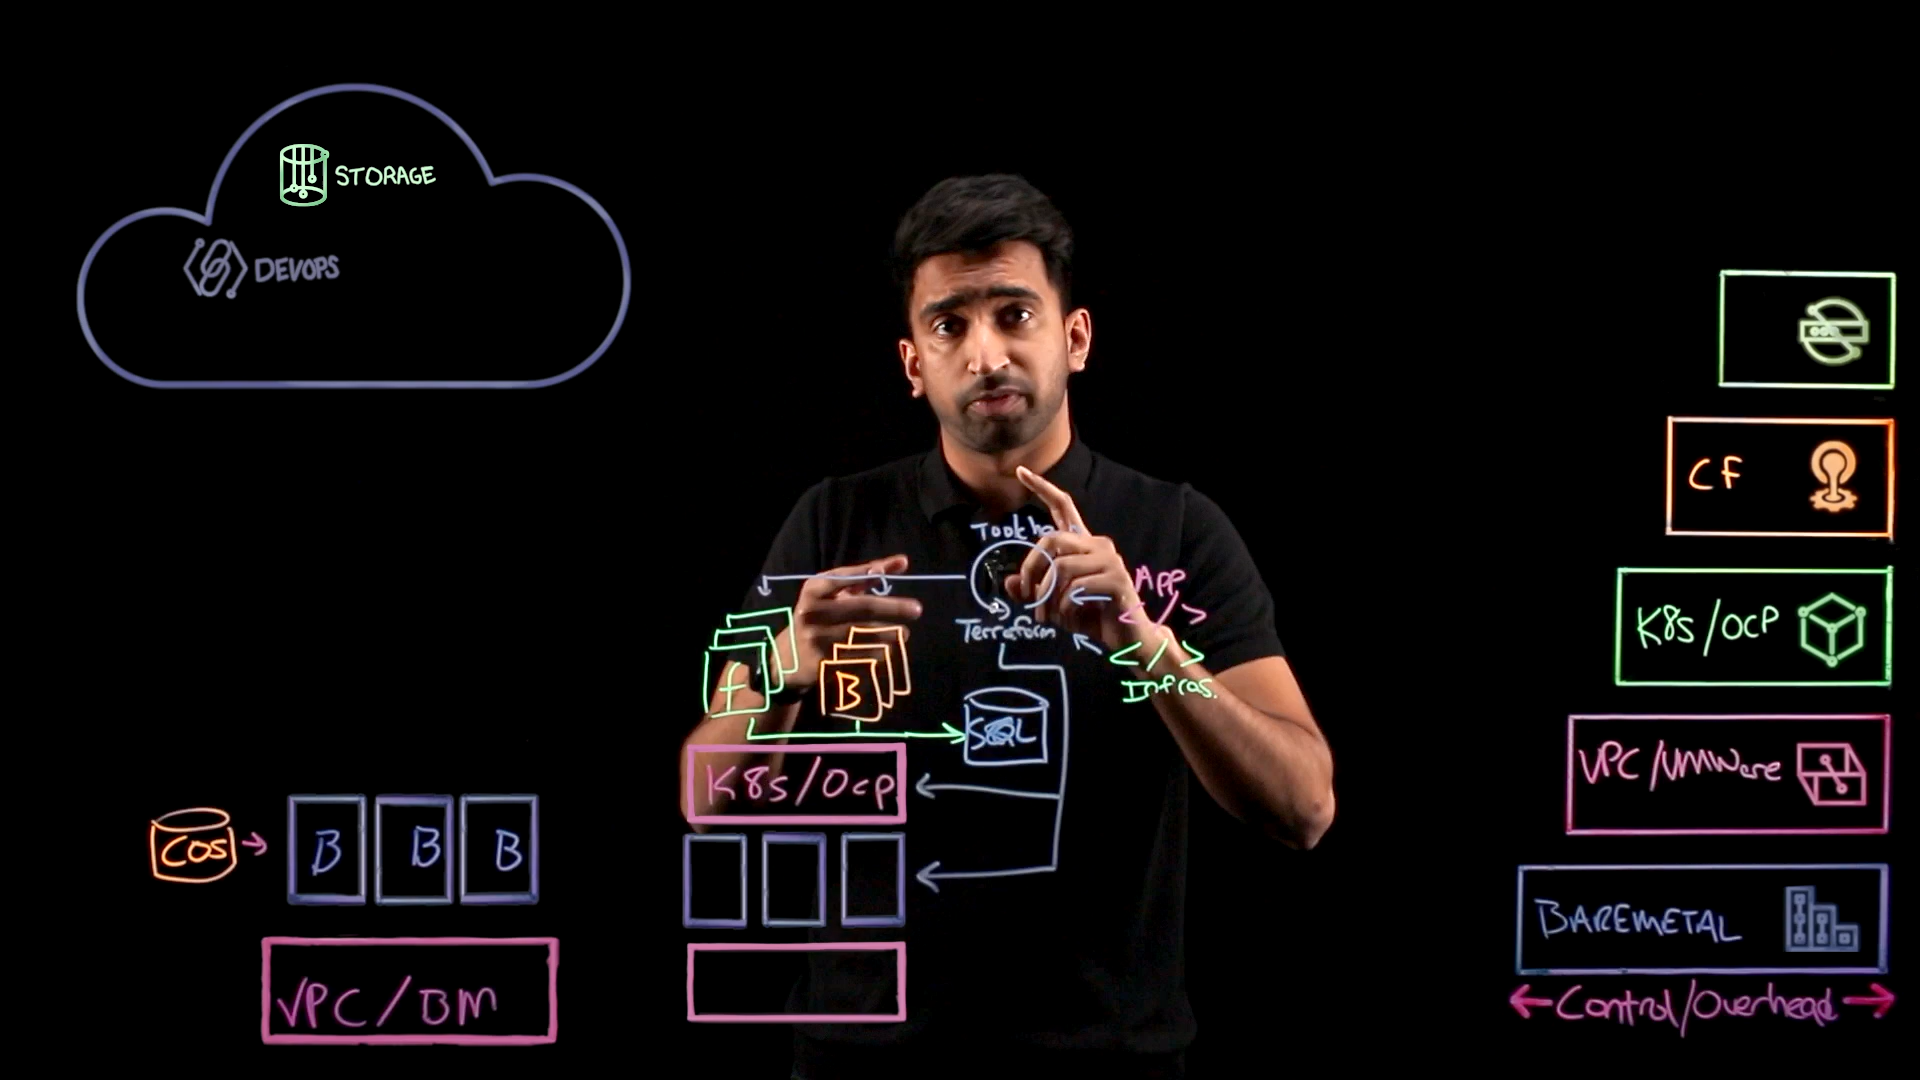 STORAGE
DEVOPS
CF
App
</>
Terraform
</>
Infras.
K8s/OCP
f
B
SQL
VPC/VMWare
K8s/OCP
COS
B B B
BAREMETAL
VPC/BM
Control/Overhead